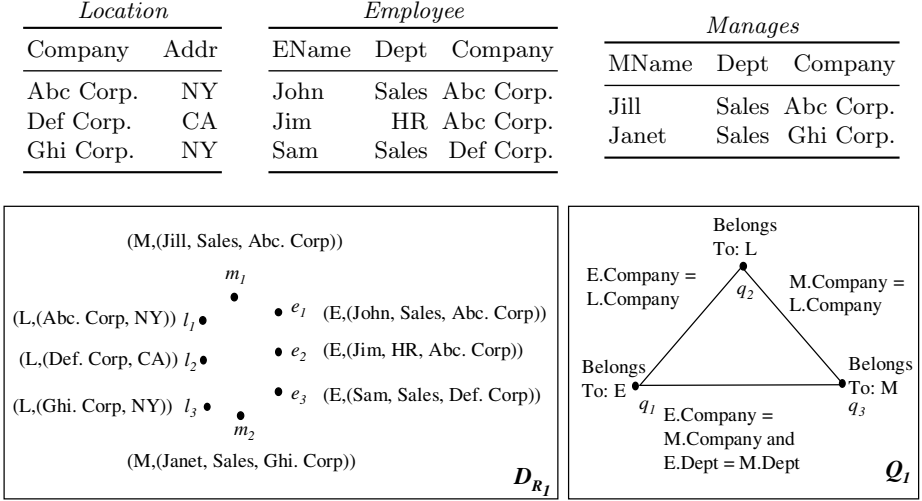 Location
Company Addr
Abc Corp. NY
Def Corp. CA
Ghi Corp. NY
Employee
EName Dept Company
John Sales Abc Corp.
Jim HR Abc Corp.
Sam Sales Def Corp.
Manages
MName Dept Company
Jill Sales Abc Corp.
Janet Sales Ghi Corp.
(M,(Jill, Sales, Abc. Corp))
m1
(L,(Abc. Corp, NY)) l1
e1 (E,(John, Sales, Abc. Corp))
(L,(Def. Corp, CA)) l2
e2 (E,(Jim, HR, Abc. Corp))
(L,(Ghi. Corp, NY)) l3
e3 (E,(Sam, Sales, Def. Corp))
m2
(M,(Janet, Sales, Ghi. Corp))
DR1
Belongs
To: L
q2
E.Company =
L.Company
M.Company =
L.Company
Belongs
To: E
q1
Belongs
To: M
q3
E.Company =
M.Company and
E.Dept = M.Dept
Q1